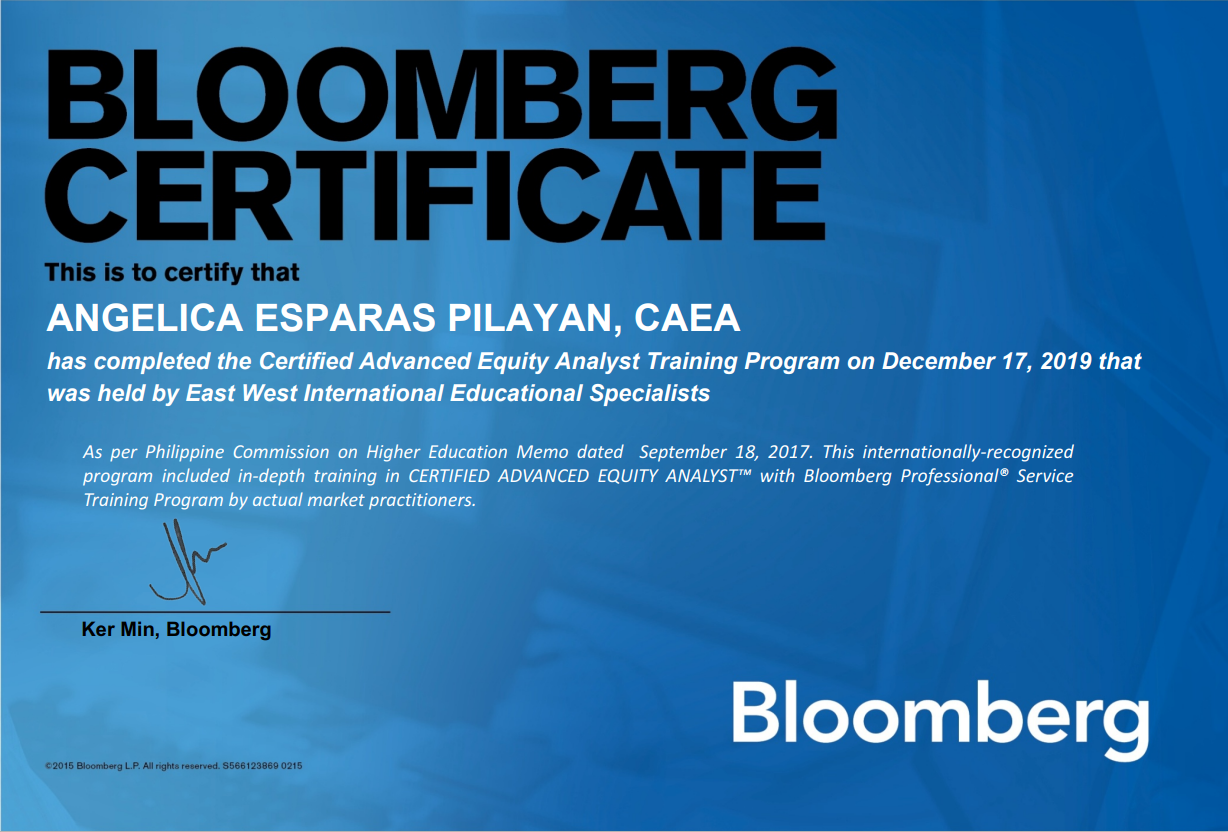 BLOOMBERG
CERTIFICATE
This is to certify that
ANGELICA ESPARAS PILAYAN, CAEA
has completed the Certified Advanced Equity Analyst Training Program on December 17, 2019 that
was held by East West International Educational Specialists
As per Philippine Commission on Higher Education Memo dated September 18, 2017. This internationally-recognized
program included in-depth training in CERTIFIED ADVANCED EQUITY ANALYST™ with Bloomberg Professional® Service
Training Program by actual market practitioners.
Ker Min, Bloomberg
Bloomberg
©2015 Bloomberg L.P. All rights reserved. S566123869 0215